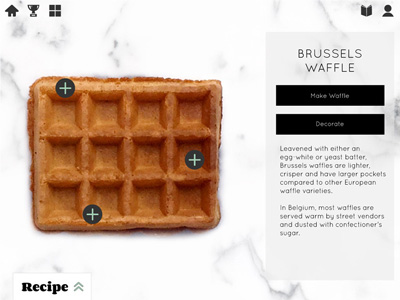 BRUSSELS
WAFFLE
Make Waffle
Decorate
Leavened with either an
egg-white or yeast batter,
Brussels waffles are lighter,
crisper and have larger pockets
compared to other European
waffle varieties.
In Belgium, most waffles are
served warm by street vendors
and dusted with confectioner's
sugar.
Recipe